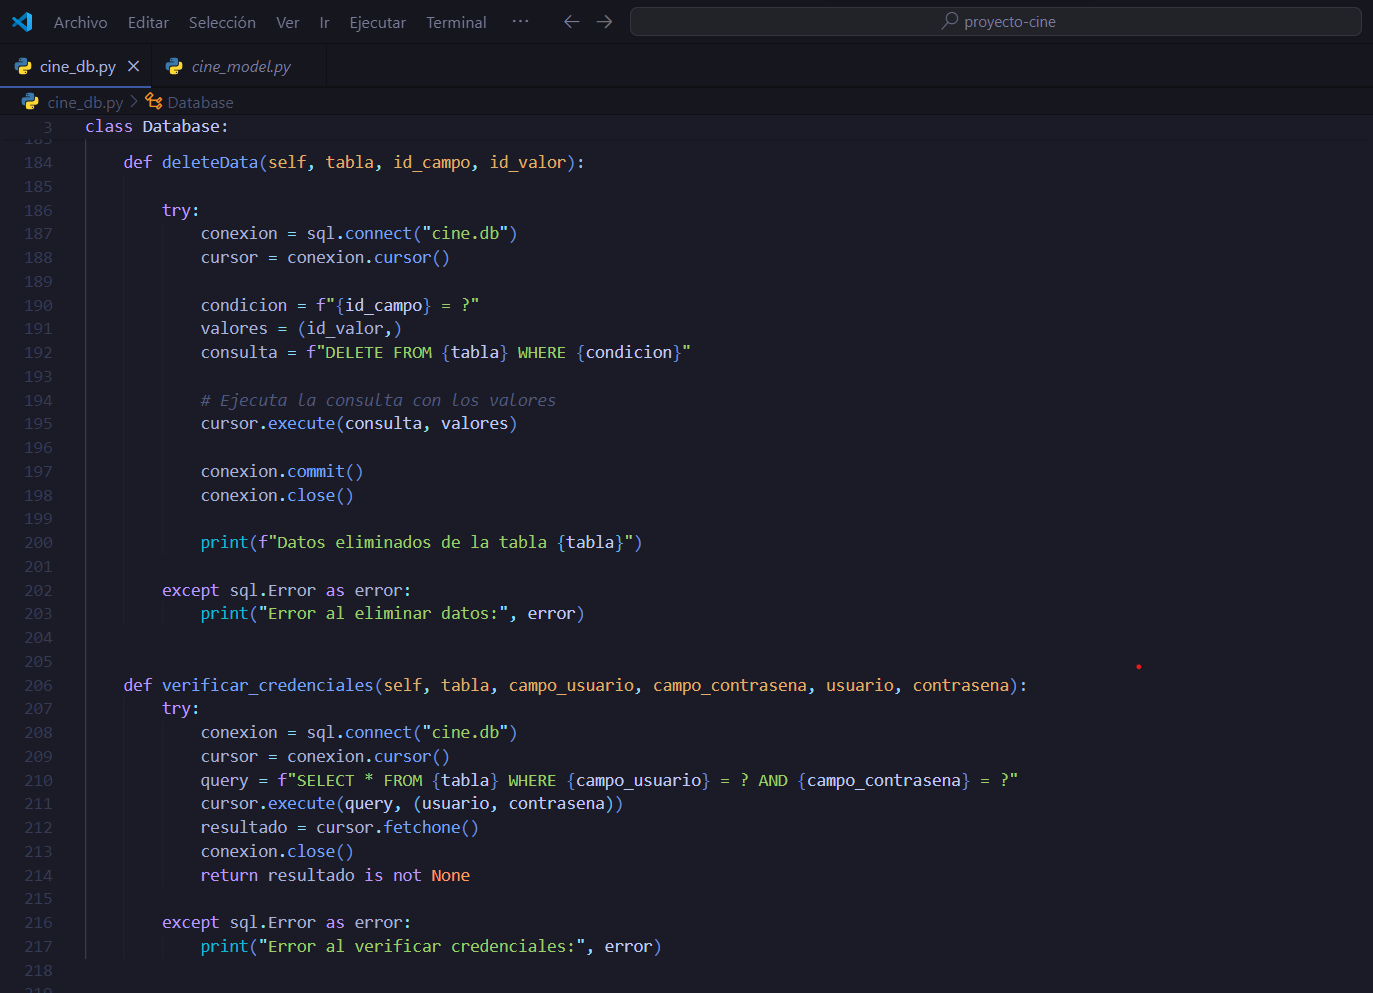 Archivo Editar Selección Ver Ir Ejecutar Terminal ··· proyecto-cine
cine_db.py cine_model.py
cine_db.py > Database
3 class Database:
183
184 def deleteData(self, tabla, id_campo, id_valor):
185
186 try:
187 conexion = sql.connect("cine.db")
188 cursor = conexion.cursor()
189
190 condicion = f"{id_campo} = ?"
191 valores = (id_valor,)
192 consulta = f"DELETE FROM {tabla} WHERE {condicion}"
193
194 # Ejecuta la consulta con los valores
195 cursor.execute(consulta, valores)
196
197 conexion.commit()
198 conexion.close()
199
200 print(f"Datos eliminados de la tabla {tabla}")
201
202 except sql.Error as error:
203 print("Error al eliminar datos:", error)
204
205
206 def verificar_credenciales(self, tabla, campo_usuario, campo_contrasena, usuario, contrasena):
207 try:
208 conexion = sql.connect("cine.db")
209 cursor = conexion.cursor()
210 query = f"SELECT * FROM {tabla} WHERE {campo_usuario} = ? AND {campo_contrasena} = ?"
211 cursor.execute(query, (usuario, contrasena))
212 resultado = cursor.fetchone()
213 conexion.close()
214 return resultado is not None
215
216 except sql.Error as error:
217 print("Error al verificar credenciales:", error)
218
219